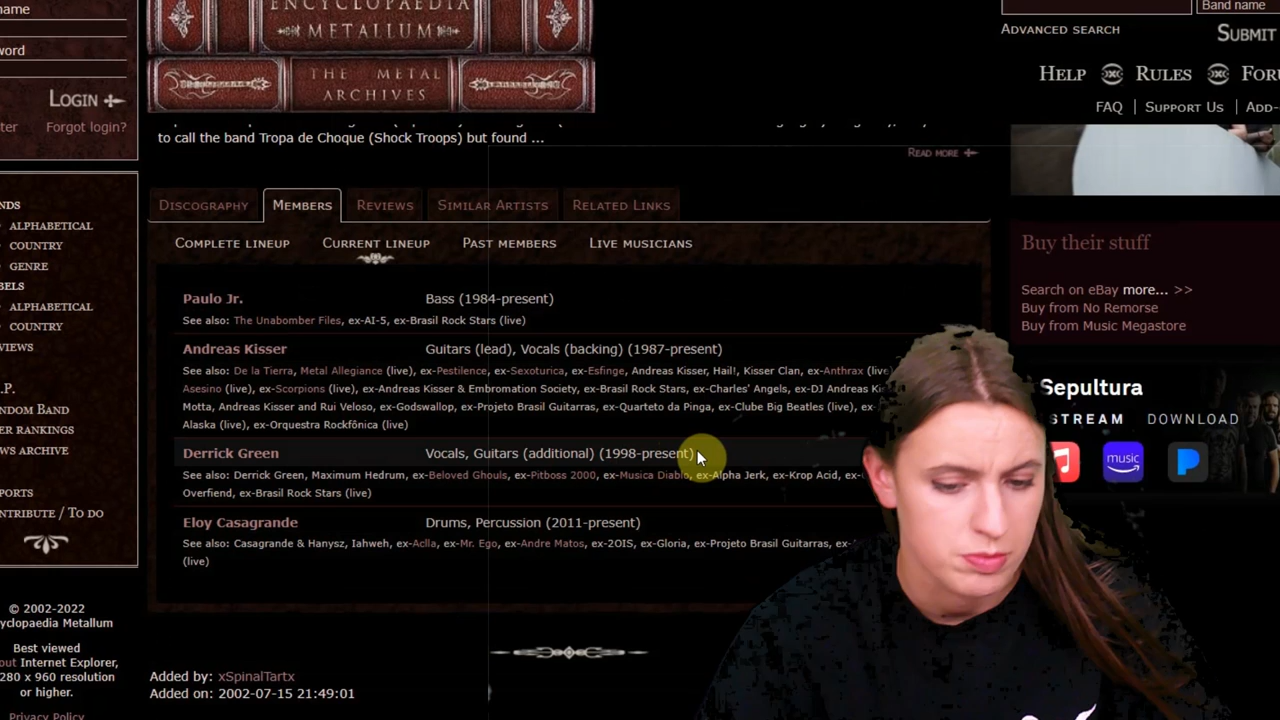 name
Band name
ENCYCLOPAEDIA
METALLUM
THE METAL
ARCHIVES
ADVANCED SEARCH
SUBMIT
word
LOGIN
HELP
RULES
FAQ | SUPPORT US |
Forgot login?
to call the band Tropa de Choque (Shock Troops) but found ...
READ MORE
DISCOGRAPHY
MEMBERS
REVIEWS
SIMILAR ARTISTS
RELATED LINKS
ALPHABETICAL
COUNTRY
GENRE
ALPHABETICAL
COUNTRY
COMPLETE LINEUP
CURRENT LINEUP
PAST MEMBERS
LIVE MUSICIANS
Buy their stuff
Search on eBay more... >>
Buy from No Remorse
Buy from Music Megastore
Paulo Jr. Bass (1984-present)
See also: The Unabomber Files, ex-AI-5, ex-Brasil Rock Stars (live)
Andreas Kisser Guitars (lead), Vocals (backing) (1987-present)
See also: De la Tierra, Metal Allegiance (live), ex-Pestilence, ex-Sexoturica, ex-Esfinge, Andreas Kisser, Hail!, Kisser Clan, ex-Anthrax (live)
Asesino (live), ex-Scorpions (live), ex-Andreas Kisser & Embromation Society, ex-Brasil Rock Stars, ex-Charles' Angels, ex-DJ Andreas
Motta, Andreas Kisser and Rui Veloso, ex-Godswallop, ex-Projeto Brasil Guitarras, ex-Quarteto da Pinga, ex-Clube Big Beatles (live),
Alaska (live), ex-Orquestra Rockfônica (live)
Derrick Green Vocals, Guitars (additional) (1998-present)
See also: Derrick Green, Maximum Hedrum, ex-Beloved Ghouls, ex-Pitboss 2000, ex-Musica Diablo, ex-Alpha Jerk, ex-Krop Acid,
Overfiend, ex-Brasil Rock Stars (live)
Eloy Casagrande Drums, Percussion (2011-present)
See also: Casagrande & Hanysz, Iahweh, ex-Aclla, ex-Mr. Ego, ex-Andre Matos, ex-2OIS, ex-Gloria, ex-Projeto Brasil Guitarras,
(live)
Sepultura
STREAM DOWNLOAD
music
NDOM BAND
ER RANKINGS
WS ARCHIVE
NTRIBUTE / TO DO
© 2002-2022
cyclopaedia Metallum
Best viewed
out Internet Explorer,
280 x 960 resolution
or higher.
Privacy Policy
Added by: xSpinalTartx
Added on: 2002-07-15 21:49:01